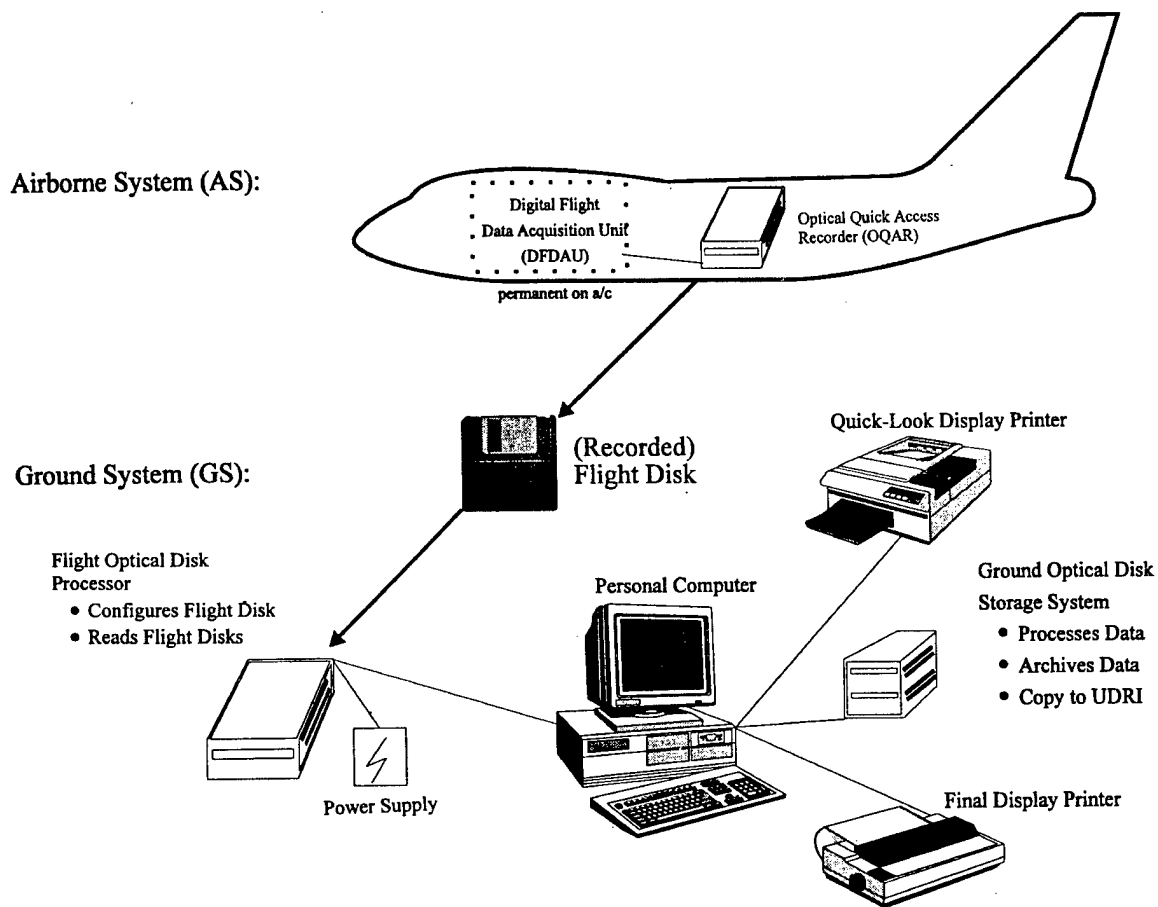 Airborne System (AS):
Digital Flight
Data Acquisition Unit
(DFDAU)
permanent on a/c
Optical Quick Access
Recorder (OQAR)
(Recorded)
Flight Disk
Quick-Look Display Printer
Ground System (GS):
Flight Optical Disk
Processor
• Configures Flight Disk
• Reads Flight Disks
Personal Computer
Ground Optical Disk
Storage System
• Processes Data
• Archives Data
• Copy to UDRI
Power Supply
Final Display Printer